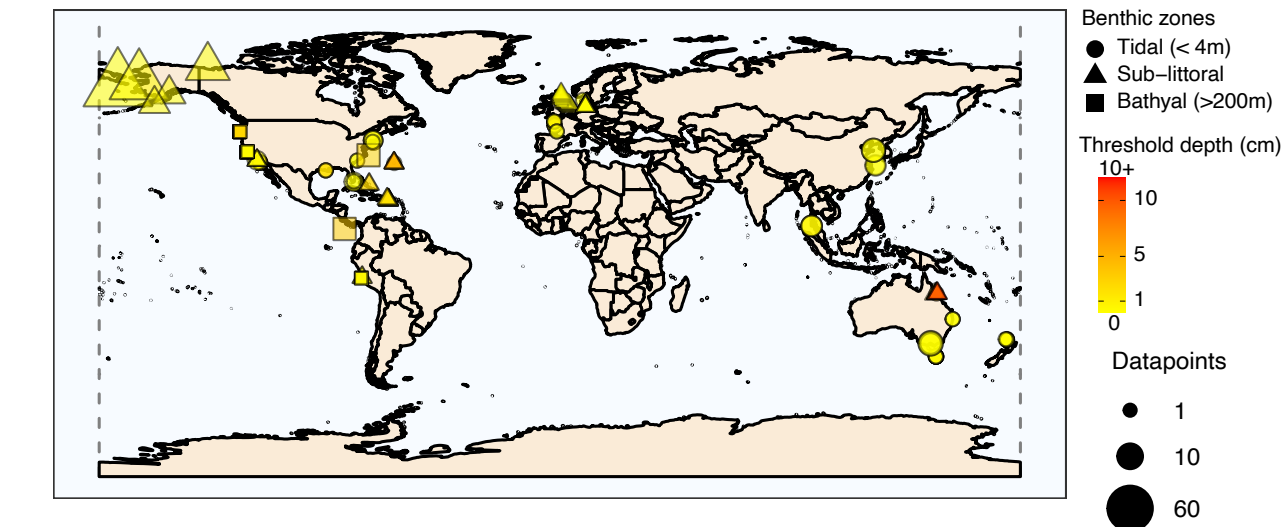 Benthic zones
Tidal (< 4m)
Sub−littoral
Bathyal (>200m)
Threshold depth (cm)
10+
10
5
1
0
Datapoints
1
10
60